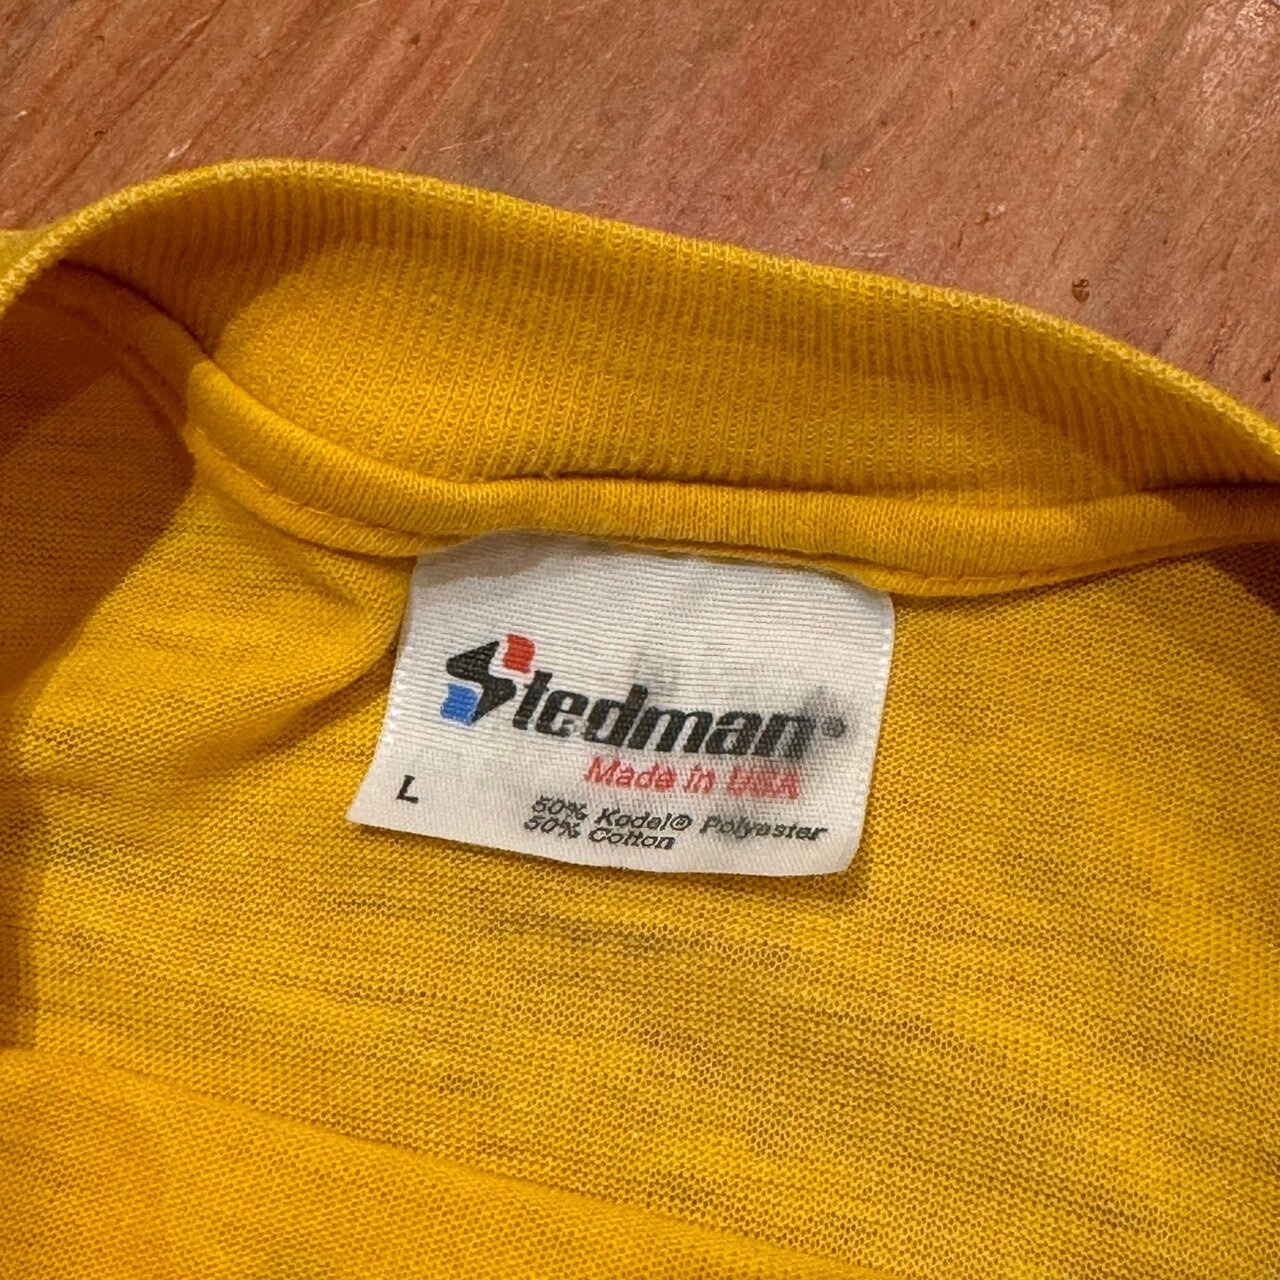 Stedman®
Made in USA
L
50% Kodel® Polyester
50% Cotton